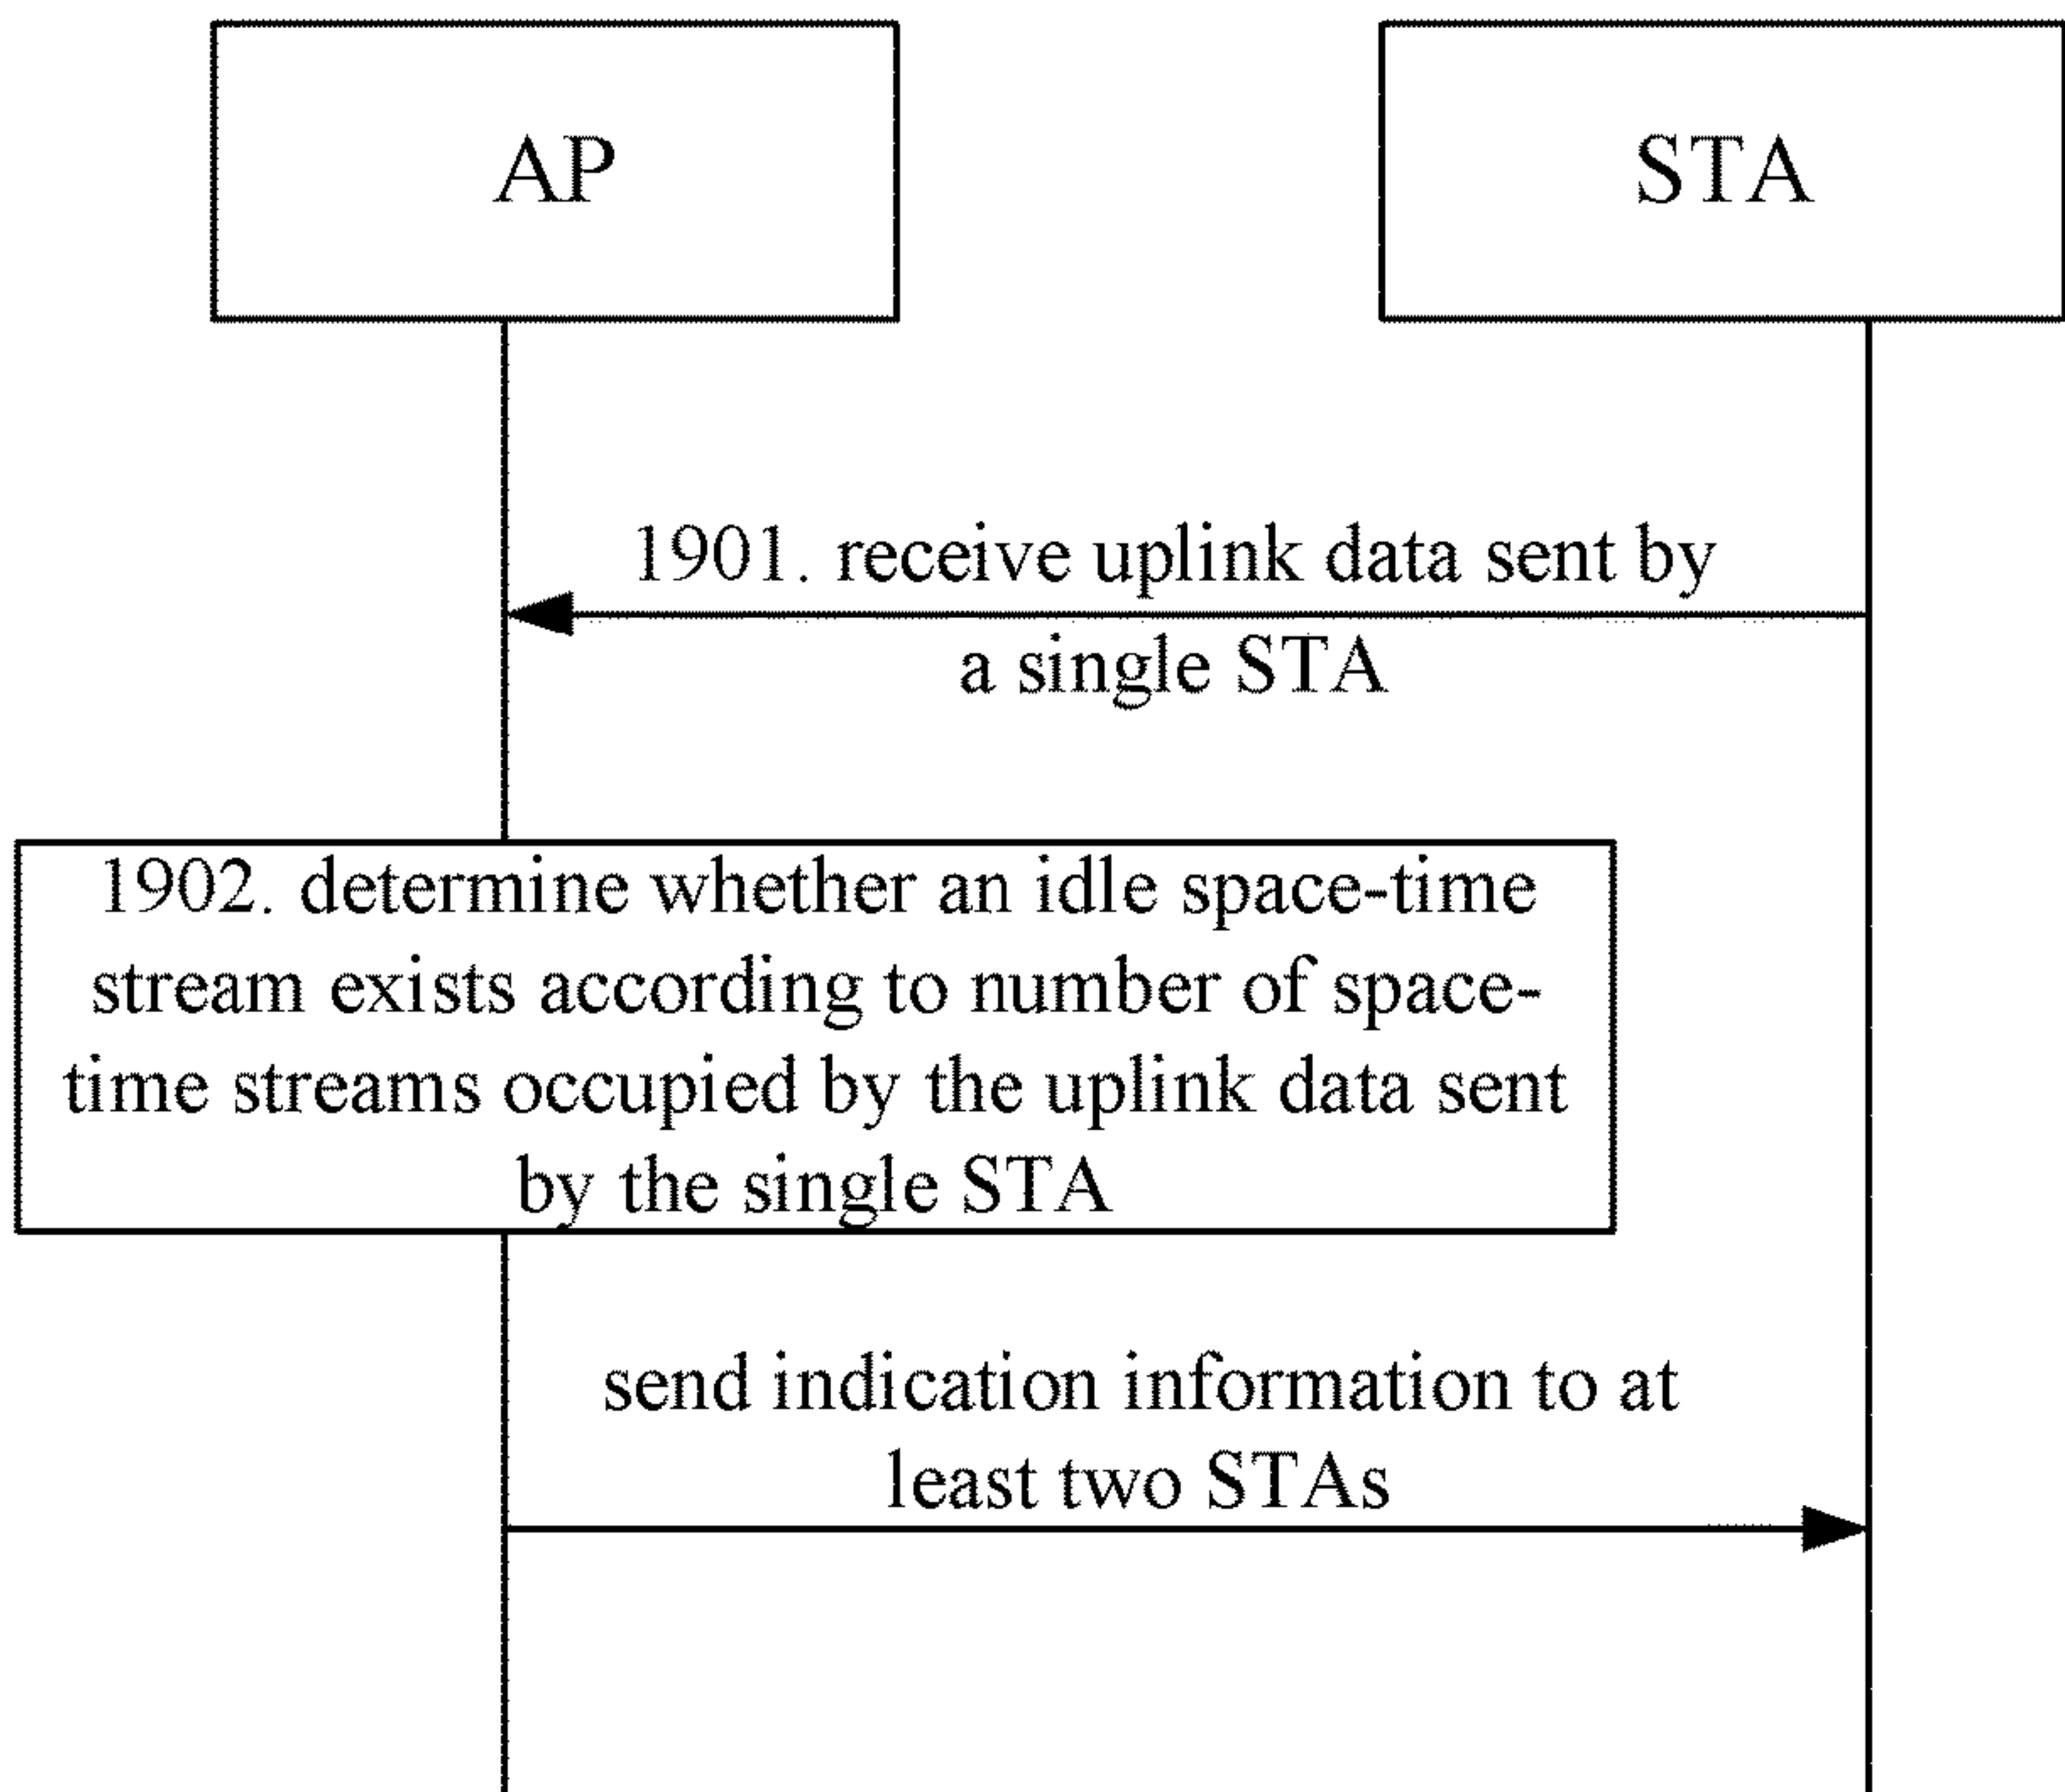 AP
STA
1901. receive uplink data sent by
a single STA
1902. determine whether an idle space-time
stream exists according to number of space-
time streams occupied by the uplink data sent
by the single STA
send indication information to at
least two STAs